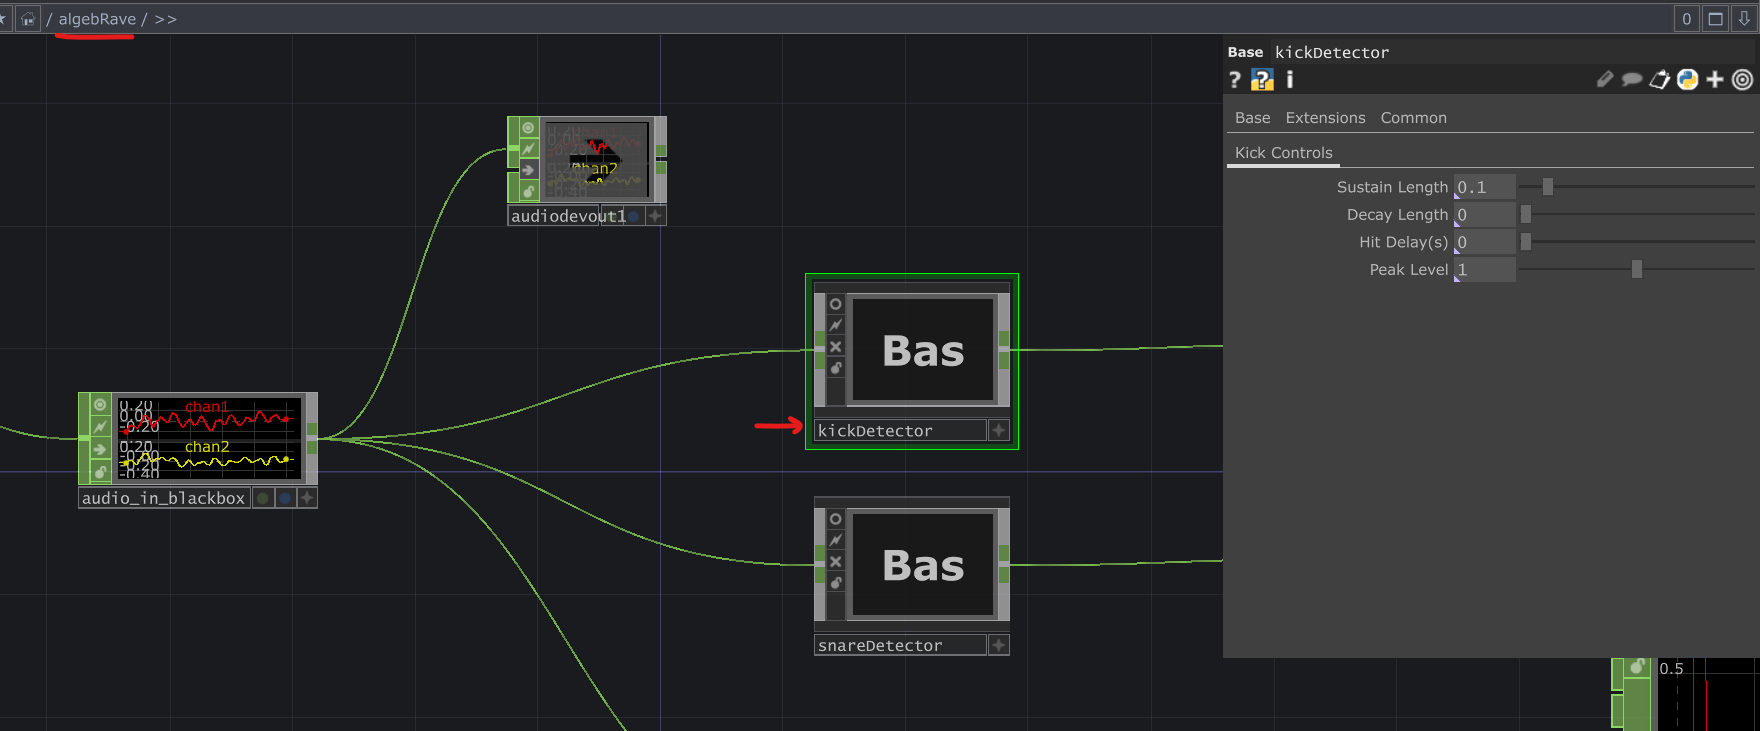 / algebRave / >>
0
Base kickDetector
Base Extensions Common
Kick Controls
Sustain Length 0.1
Decay Length 0
Hit Delay(s) 0
Peak Level 1
chan2
audiodevout1
Bas
kickDetector
0.20
0.00
-0.20
chan1
0.20
chan2
-0.20
-0.40
audio_in_blackbox
Bas
snareDetector
0.5